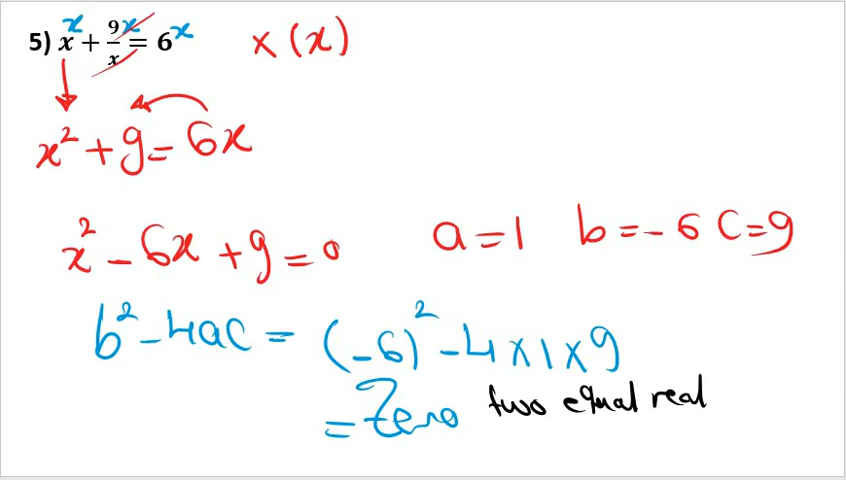 5) x x + 9x/x = 6 x × (x)
x² + 9 = 6x
x² - 6x + 9 = 0 a = 1 b = - 6 C = 9
b² - 4ac = (-6)² - 4 × 1 × 9
= Zero two equal real